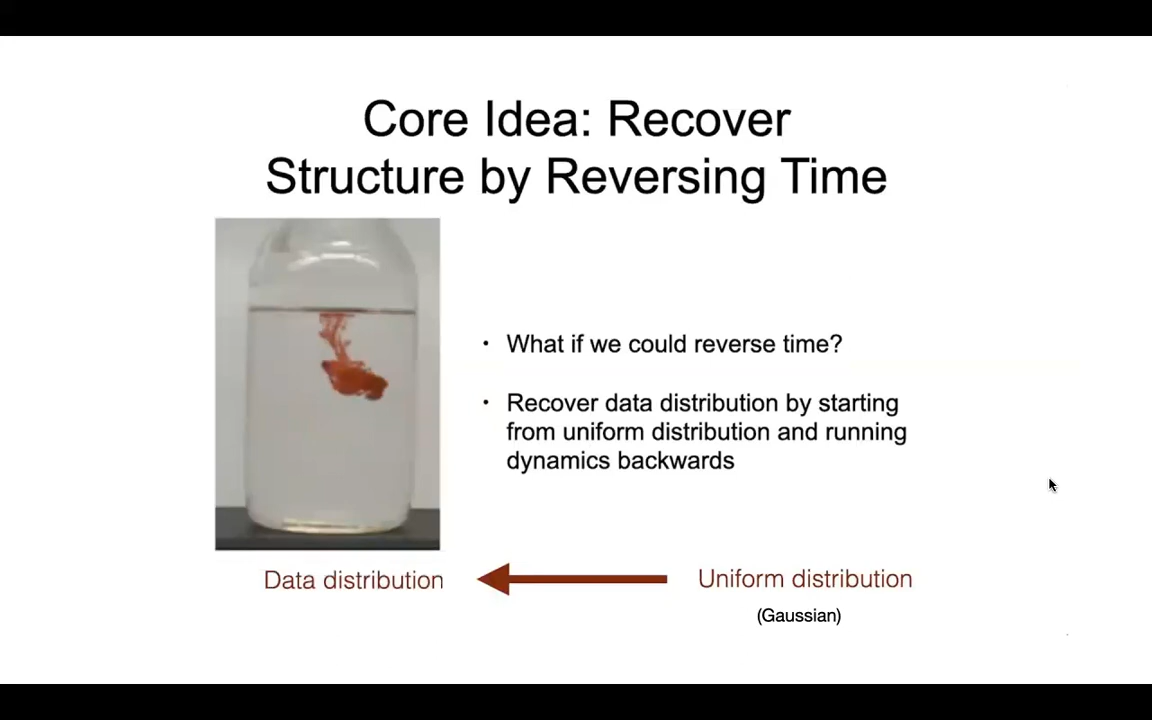 Core Idea: Recover
Structure by Reversing Time
• What if we could reverse time?
• Recover data distribution by starting
from uniform distribution and running
dynamics backwards
Data distribution
Uniform distribution
(Gaussian)